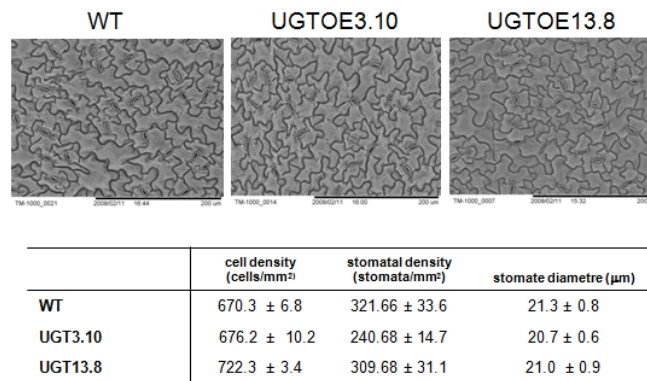 WT UGTOE3.10 UGTOE13.8
TM-1000_0021 2008/02/11 16:44 200 um
TM-1000_0014 2008/02/11 16:00 200 um
TM-1000_0007 2008/02/11 15:32 200
cell density (cells/mm²) stomatal density (stomata/mm²) stomate diametre (μm)
WT 670.3 ± 6.8 321.66 ± 33.6 21.3 ± 0.8
UGT3.10 676.2 ± 10.2 240.68 ± 14.7 20.7 ± 0.6
UGT13.8 722.3 ± 3.4 309.68 ± 31.1 21.0 ± 0.9